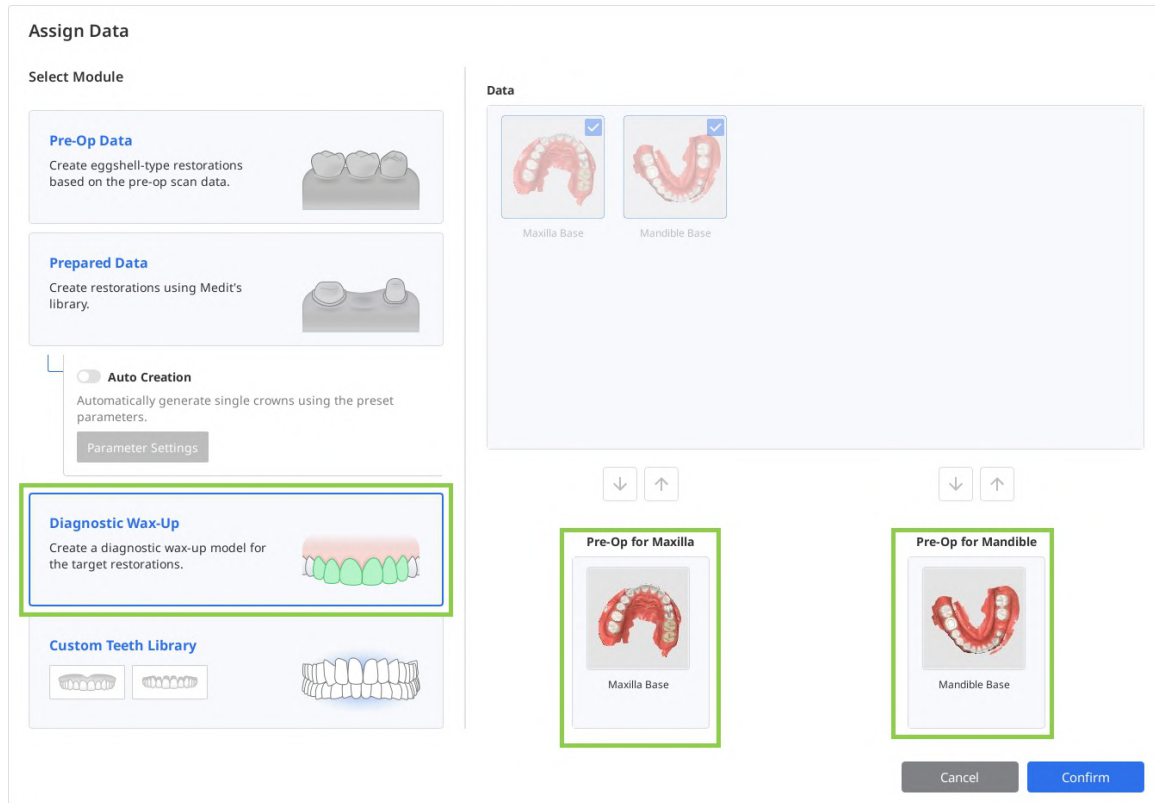 Assign Data
Select Module
Pre-Op Data
Create eggshell-type restorations
based on the pre-op scan data.
Prepared Data
Create restorations using Medit's
library.
Auto Creation
Automatically generate single crowns using the preset
parameters.
Parameter Settings
Diagnostic Wax-Up
Create a diagnostic wax-up model for
the target restorations.
Custom Teeth Library
Data
Maxilla Base
Mandible Base
Pre-Op for Maxilla
Maxilla Base
Pre-Op for Mandible
Mandible Base
Cancel
Confirm